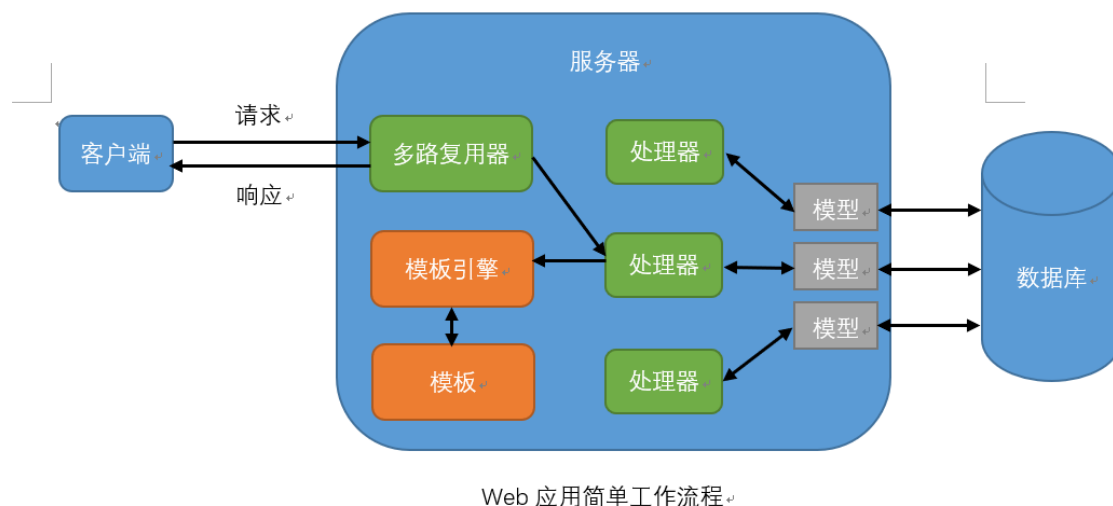 服务器
请求
客户端
多路复用器
处理器
响应
模型
模板引擎
处理器
模型
数据库
模型
模板
处理器
Web 应用简单工作流程